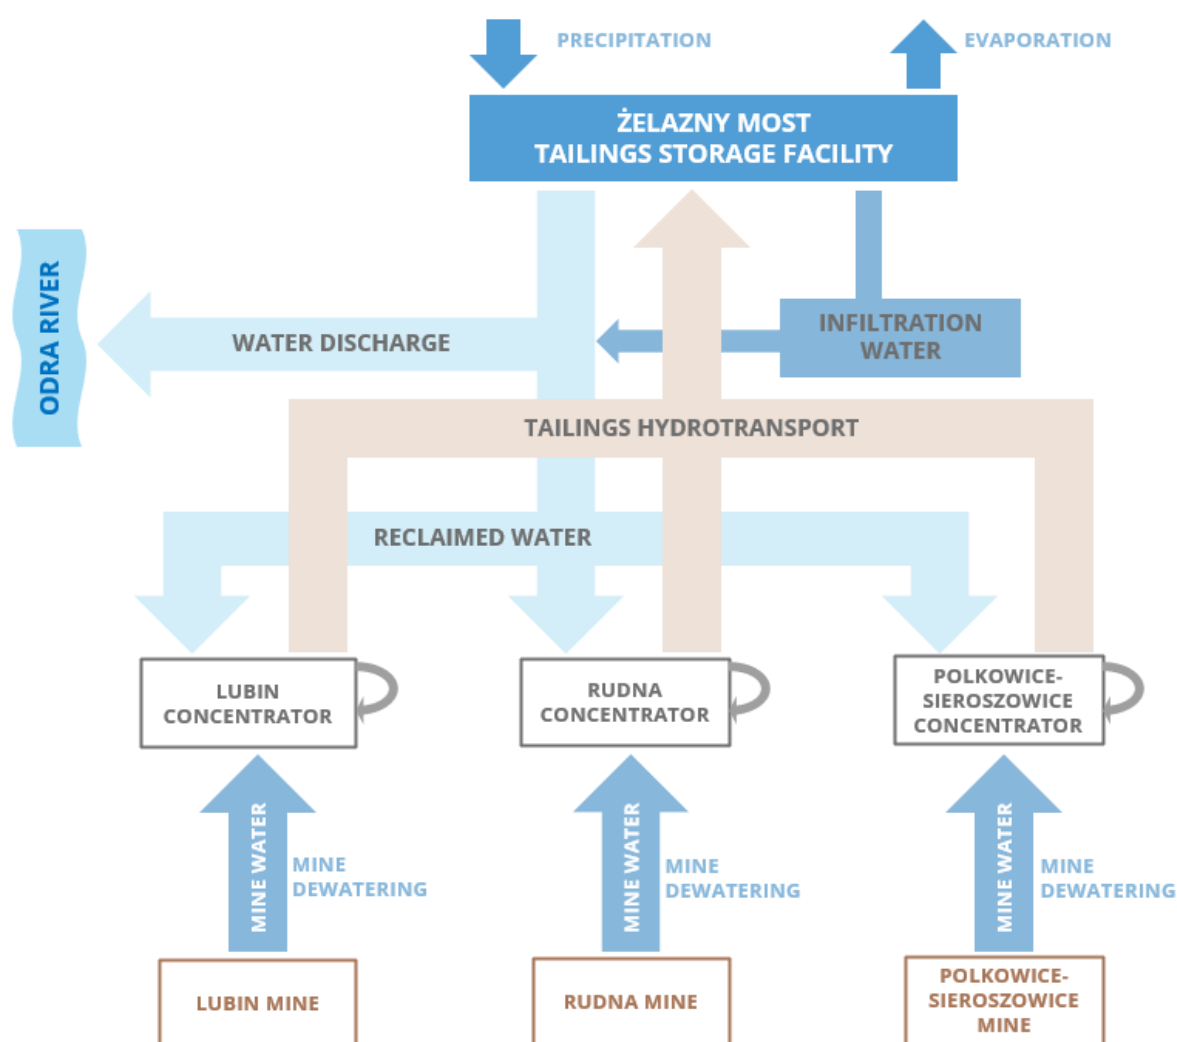 PRECIPITATION
EVAPORATION
ŻELAZNY MOST
TAILINGS STORAGE FACILITY
ODRA RIVER
WATER DISCHARGE
INFILTRATION
WATER
TAILINGS HYDROTRANSPORT
RECLAIMED WATER
LUBIN
CONCENTRATOR
RUDNA
CONCENTRATOR
POLKOWICE-
SIEROSZOWICE
CONCENTRATOR
MINE WATER
MINE
DEWATERING
MINE WATER
MINE
DEWATERING
MINE WATER
MINE
DEWATERING
LUBIN MINE
RUDNA MINE
POLKOWICE-
SIEROSZOWICE
MINE